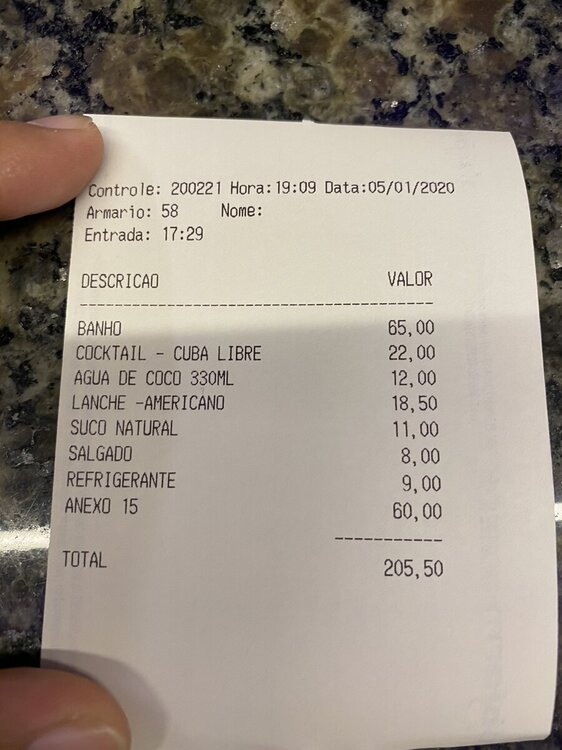 Controle: 200221 Hora:19:09 Data:05/01/2020
Armario: 58 Nome:
Entrada: 17:29
DESCRICAO VALOR
BANHO 65,00
COCKTAIL - CUBA LIBRE 22,00
AGUA DE COCO 330ML 12,00
LANCHE -AMERICANO 18,50
SUCO NATURAL 11,00
SALGADO 8,00
REFRIGERANTE 9,00
ANEXO 15 60,00
TOTAL 205,50